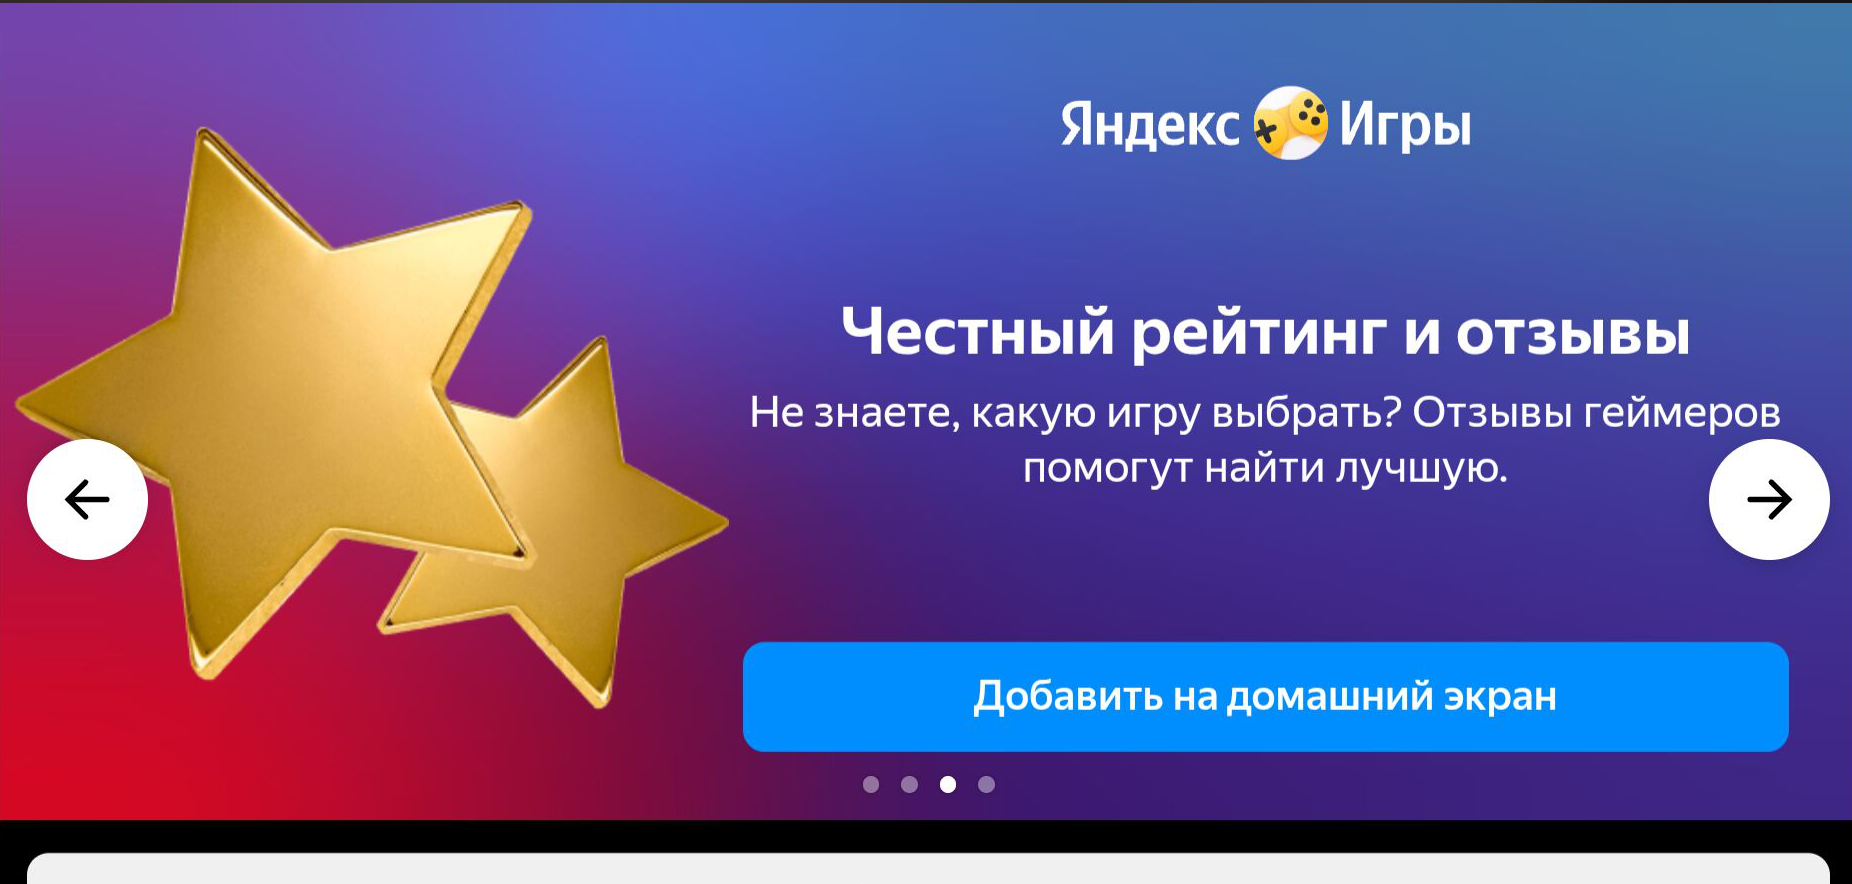 Яндекс Игры
Честный рейтинг и отзывы
Не знаете, какую игру выбрать? Отзывы геймеров
помогут найти лучшую.
Добавить на домашний экран